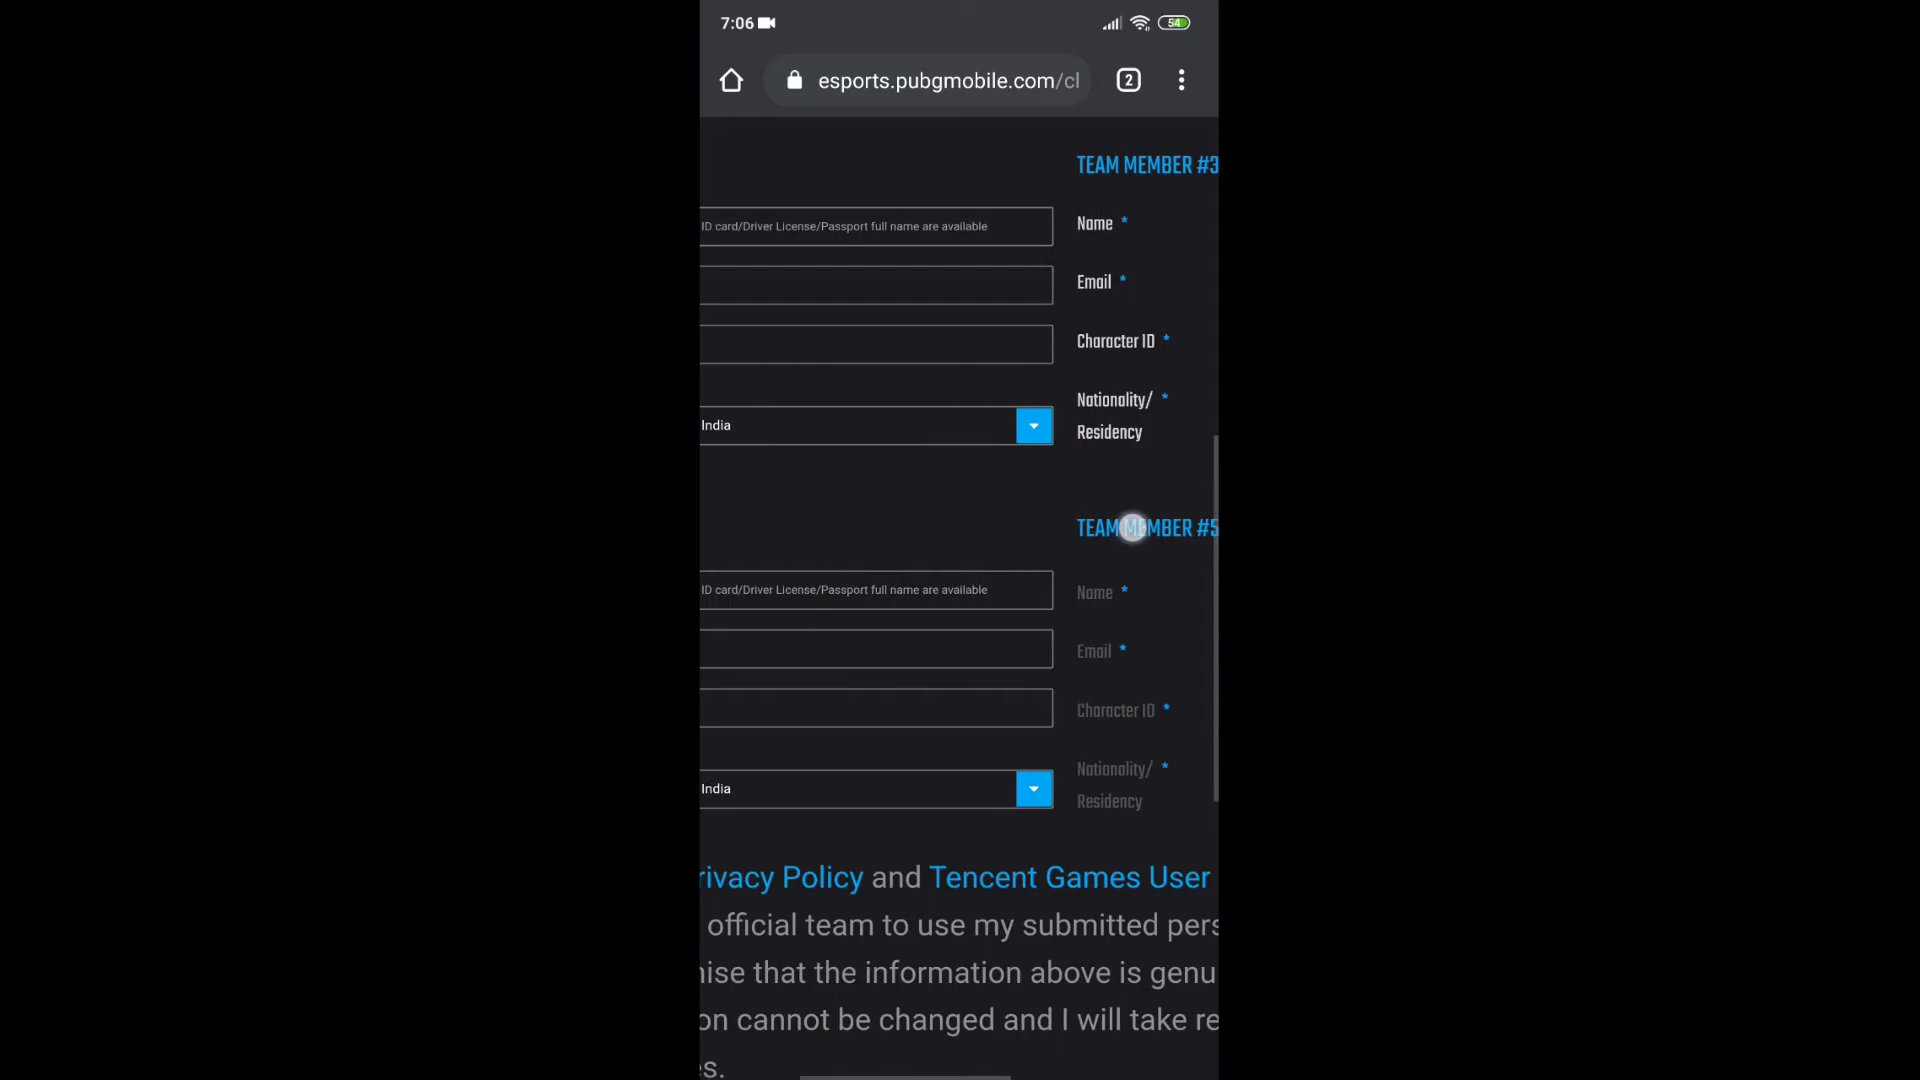 7:06
54
esports.pubgmobile.com/cl
2
TEAM MEMBER #3
ID card/Driver License/Passport full name are available
Name *
Email *
Character ID *
India
Nationality/ *
Residency
TEAM MEMBER #5
ID card/Driver License/Passport full name are available
Name *
Email *
Character ID *
India
Nationality/ *
Residency
rivacy Policy and Tencent Games User
official team to use my submitted pers
nise that the information above is genu
on cannot be changed and I will take re
es.